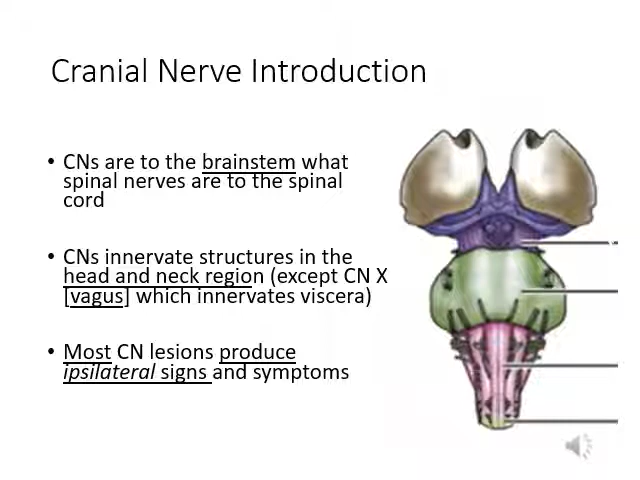 Cranial Nerve Introduction
• CNs are to the brainstem what
spinal nerves are to the spinal
cord
• CNs innervate structures in the
head and neck region (except CN X
[vagus] which innervates viscera)
• Most CN lesions produce
ipsilateral signs and symptoms